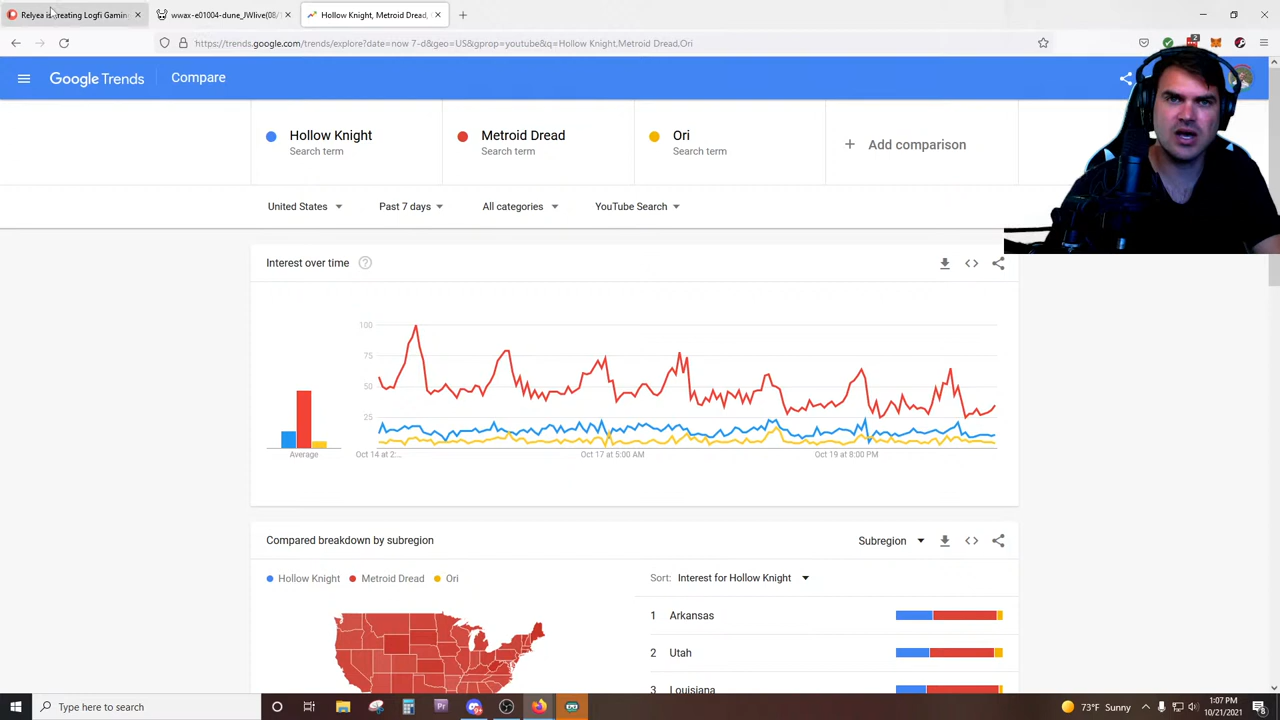 Relyea is creating Logfi Gamin
wwax-e01004-dune_JWlive(08/
Hollow Knight, Metroid Dread,
https://trends.google.com/trends/explore?date=now 7-d&geo=US
youtube&q=Hollow Knight,Metroid Dread,Ori
2
Google Trends
Compare
Hollow Knight
Search term
Metroid Dread
Search term
Ori
Search term
+ Add comparison
United States
Past 7 days
All categories
YouTube Search
Interest over time
100
75
50
25
Average
Oct 14 at 2:...
Oct 17 at 5:00 AM
Oct 19 at 8:00 PM
Compared breakdown by subregion
Subregion
Hollow Knight
Metroid Dread
Ori
Sort: Interest for Hollow Knight
1 Arkansas
2 Utah
3 Louisiana
Type here to search
Pr
73°F Sunny
1:07 PM
10/21/2021